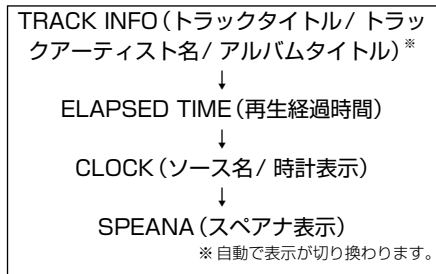 TRACK INFO（トラックタイトル/ トラッ
クアーティスト名/ アルバムタイトル）※
↓
ELAPSED TIME（再生経過時間）
↓
CLOCK（ソース名/ 時計表示）
↓
SPEANA（スペアナ表示）
※自動で表示が切り換わります。